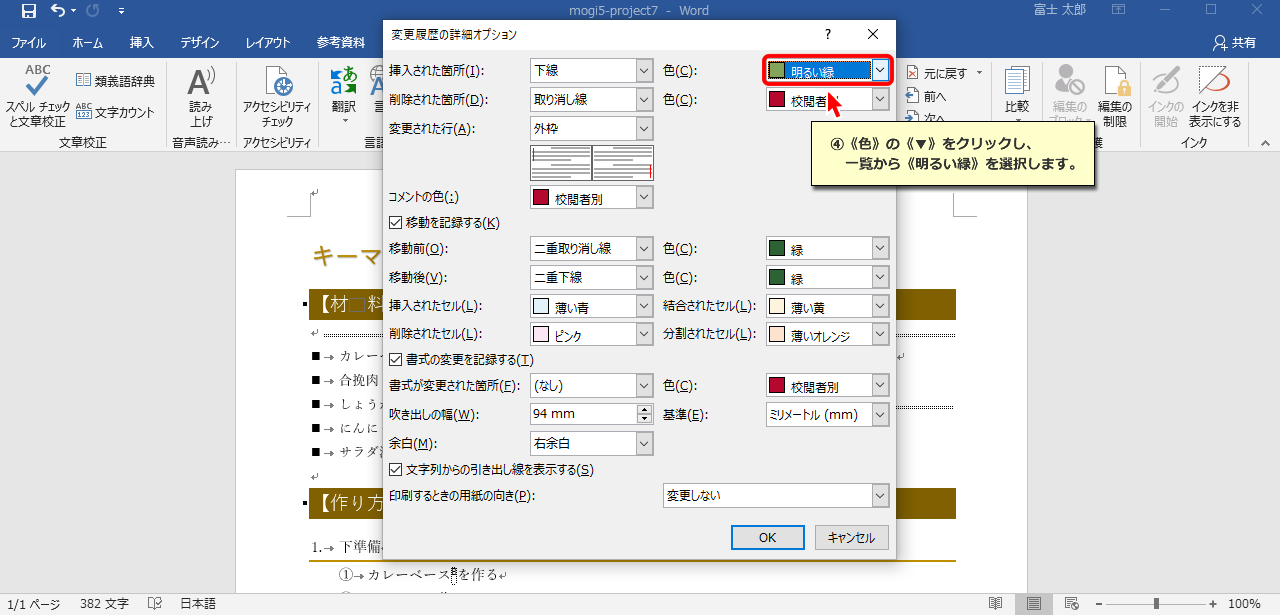 mogi5-project7 - Word
富士 太郎
ファイル ホーム 挿入 デザイン レイアウト 参考資料
共有
ABC
スペル チェックと文章校正
類義語辞典
ABC
123 文字カウント
文章校正
A
読み上げ
音声読み…
アクセシビリティチェック
アクセシビリティ
あ
翻訳
言
言語
元に戻す
前へ
次へ
比較
編集のブロック
編集の制限
護
インクの開始
インクを非表示にする
インク
変更履歴の詳細オプション ?
挿入された箇所(I): 下線 色(C): 明るい緑
削除された箇所(D): 取り消し線 色(C): 校閲者
変更された行(A): 外枠
④《色》の《▼》をクリックし、
一覧から《明るい緑》を選択します。
コメントの色(:) 校閲者別
移動を記録する(K)
移動前(O): 二重取り消し線 色(C): 緑
移動後(V): 二重下線 色(C): 緑
挿入されたセル(L): 薄い青 結合されたセル(L): 薄い黄
削除されたセル(L): ピンク 分割されたセル(L): 薄いオレンジ
書式の変更を記録する(T)
書式が変更された箇所(F): (なし) 色(C): 校閲者別
吹き出しの幅(W): 94 mm 基準(E): ミリメートル (mm)
余白(M): 右余白
文字列からの引き出し線を表示する(S)
印刷するときの用紙の向き(P): 変更しない
OK キャンセル
キーマ
【材 料
カレーベー
合挽肉
しょうが
にんにく
サラダ油
【作り方
1. 下準備
① カレーベースを作る
1/1 ページ 382 文字 日本語 100%